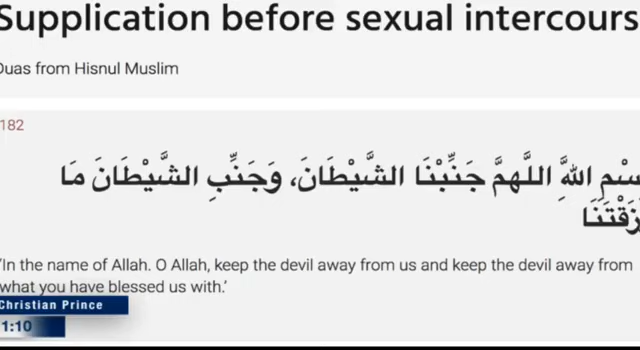 Supplication before sexual intercours
Duas from Hisnul Muslim
182
سْمِ اللَّهِ اللَّهمَّ جَنِّبْنَا الشَّيْطَانَ، وَجَنِّبِ الشَّيْطَانَ مَا
زَقْتَنَا
'In the name of Allah. O Allah, keep the devil away from us and keep the devil away from
what you have blessed us with.'
Christian Prince
1:10